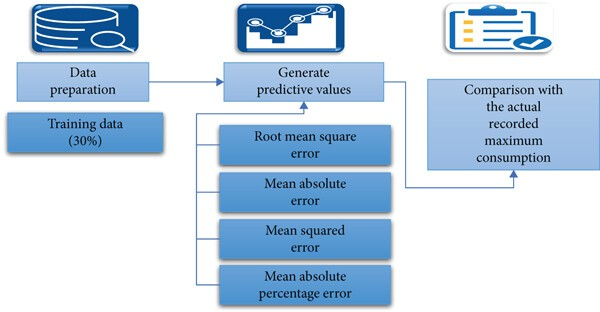 Data
preparation
Training data
(30%)
Generate
predictive values
Root mean square
error
Mean absolute
error
Mean squared
error
Mean absolute
percentage error
Comparison with
the actual
recorded
maximum
consumption